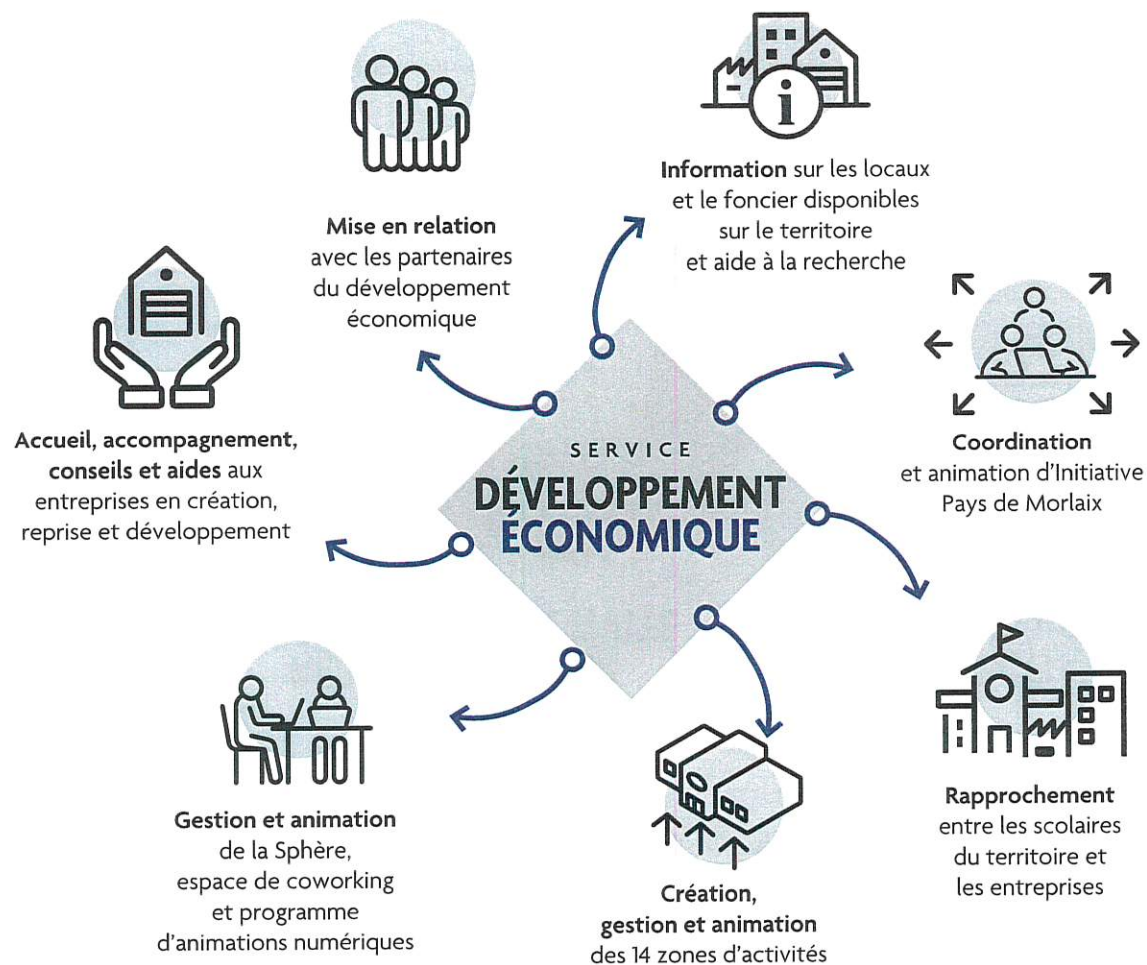 Mise en relation
avec les partenaires
du développement
économique
Information sur les locaux
et le foncier disponibles
sur le territoire
et aide à la recherche
Accueil, accompagnement,
conseils et aides aux
entreprises en création,
reprise et développement
SERVICE
DÉVELOPPEMENT
ÉCONOMIQUE
Coordination
et animation d'Initiative
Pays de Morlaix
Gestion et animation
de la Sphère,
espace de coworking
et programme
d'animations numériques
Création,
gestion et animation
des 14 zones d'activités
Rapprochement
entre les scolaires
du territoire et
les entreprises
i